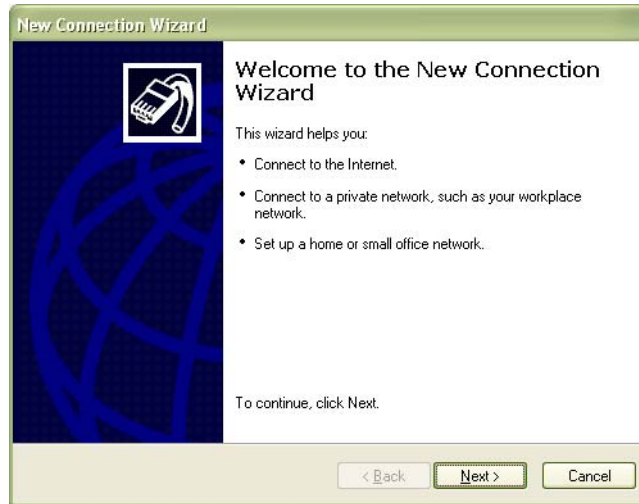 New Connection Wizard
Welcome to the New Connection
Wizard
This wizard helps you:
• Connect to the Internet.
• Connect to a private network, such as your workplace
network.
• Set up a home or small office network.
To continue, click Next.
< Back
Next >
Cancel